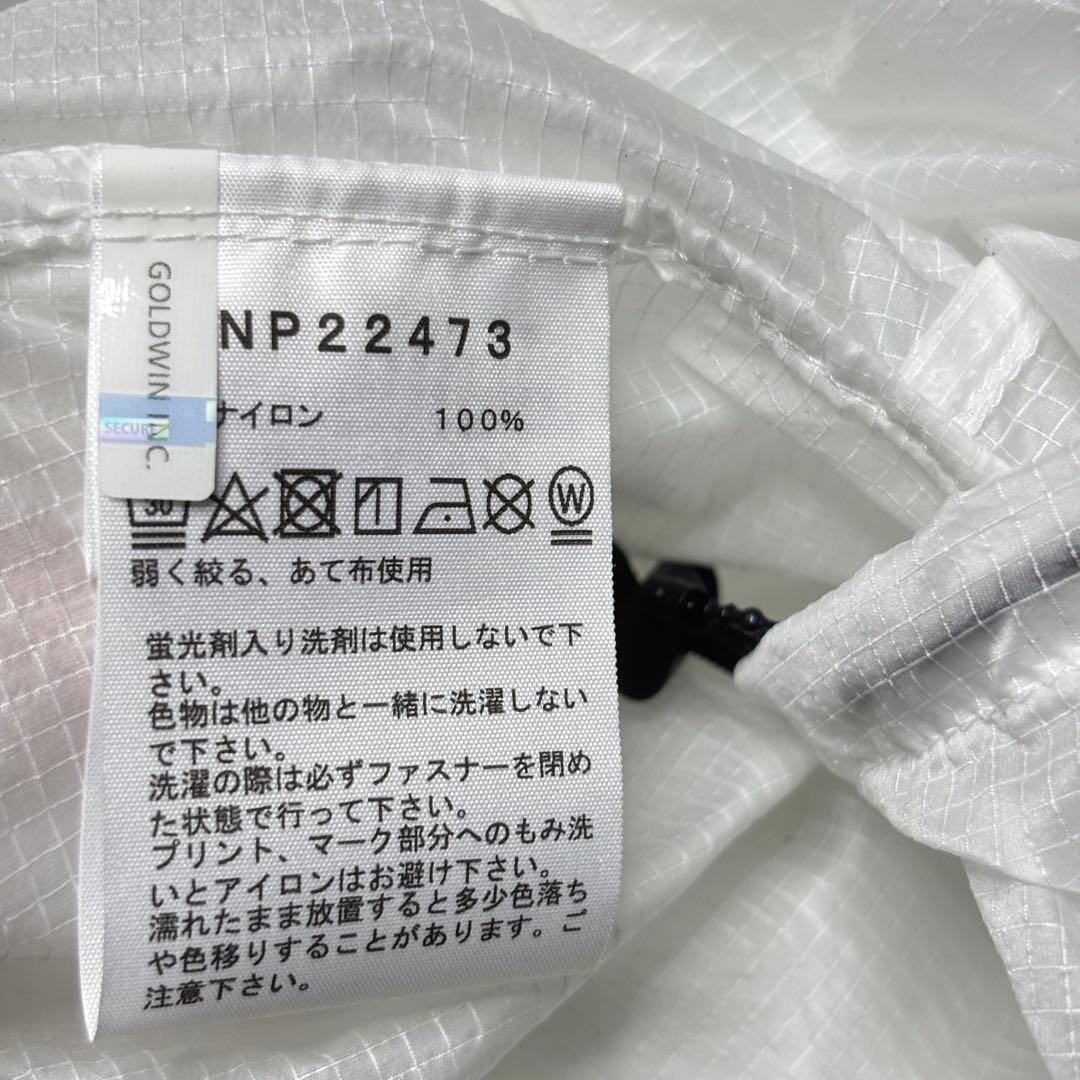 GOLDWIN INC.
SECURE
NP22473
ナイロン 100%
30
W
弱く絞る、あて布使用
蛍光剤入り洗剤は使用しないで下
さい。
色物は他の物と一緒に洗濯しない
で下さい。
洗濯の際は必ずファスナーを閉め
た状態で行って下さい。
プリント、マーク部分へのもみ洗
いとアイロンはお避け下さい。
濡れたまま放置すると多少色落ち
や色移りすることがあります。ご
注意下さい。